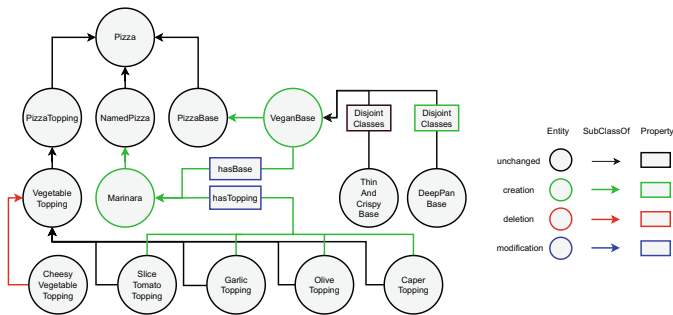 Pizza
PizzaTopping
NamedPizza
PizzaBase
VeganBase
Disjoint
Classes
Disjoint
Classes
Entity
SubClassOf
Property
unchanged
hasBase
Vegetable
Topping
Marinara
hasTopping
Thin
And
Crispy
Base
DeepPan
Base
creation
deletion
modification
Cheesy
Vegetable
Topping
Slice
Tomato
Topping
Garlic
Topping
Olive
Topping
Caper
Topping